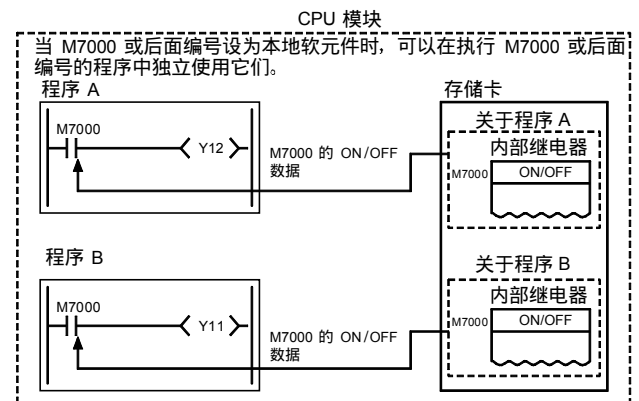 CPU 模块
当 M7000 或后面编号设为本地软元件时, 可以在执行 M7000 或后面
编号的程序中独立使用它们。
程序 A
存储卡
M7000
Y12
M7000 的 ON/OFF
数据
关于程序 A
内部继电器
M7000
ON/OFF
程序 B
M7000
Y11
M7000 的 ON/OFF
数据
关于程序 B
内部继电器
M7000
ON/OFF